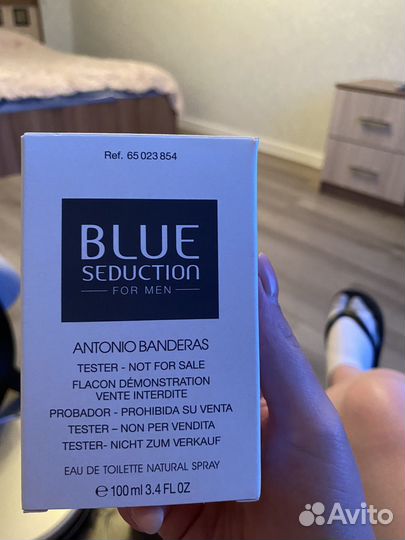 Ref. 65 023 854
BLUE
SEDUCTION
FOR MEN
ANTONIO BANDERAS
TESTER - NOT FOR SALE
FLACON DÉMONSTRATION
VENTE INTERDITE
PROBADOR - PROHIBIDA SU VENTA
TESTER – NON PER VENDITA
TESTER- NICHT ZUM VERKAUF
EAU DE TOILETTE NATURAL SPRAY
℮ 100 ml 3.4 FL OZ
Avito